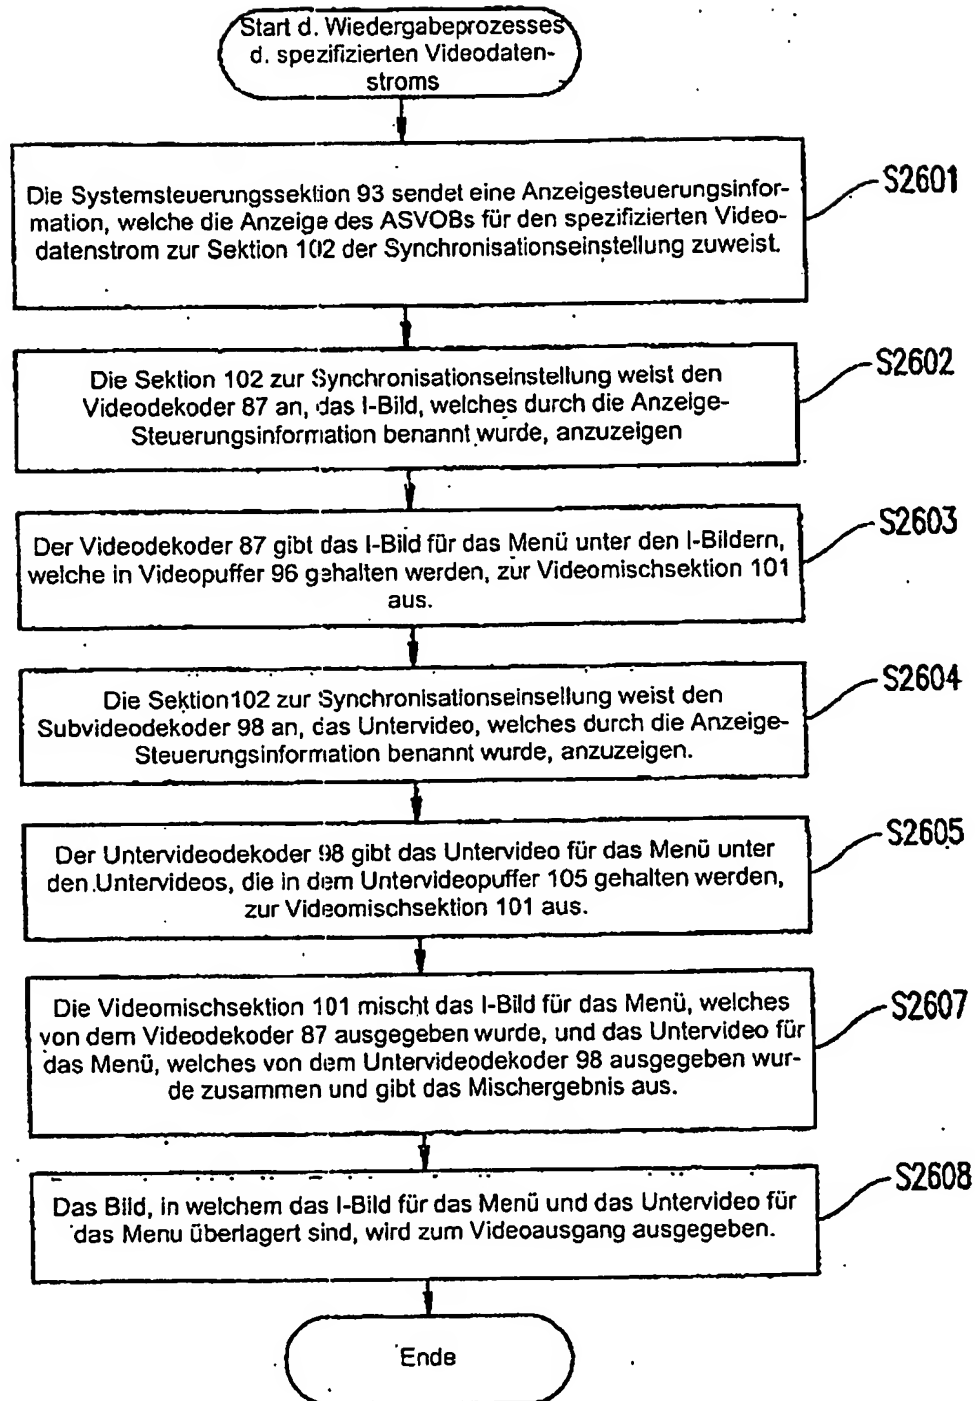 Start d. Wiedergabeprozesses
d. spezifizierten Videodaten-
stroms
Die Systemsteuerungssektion 93 sendet eine Anzeigesteuerungsinfor-
mation, welche die Anzeige des ASVOBs für den spezifizierten Video-
datenstrom zur Sektion 102 der Synchronisationseinstellung zuweist.
S2601
Die Sektion 102 zur Synchronisationseinstellung weist den
Videodekoder 87 an, das I-Bild, welches durch die Anzeige-
Steuerungsinformation benannt wurde, anzuzeigen
S2602
Der Videodekoder 87 gibt das I-Bild für das Menü unter den I-Bildern,
welche in Videopuffer 96 gehalten werden, zur Videomischsektion 101
aus.
S2603
Die Sektion102 zur Synchronisationseinsellung weist den
Subvideodekoder 98 an, das Untervideo, welches durch die Anzeige-
Steuerungsinformation benannt wurde, anzuzeigen.
S2604
Der Untervideodekoder 98 gibt das Untervideo für das Menü unter
den Untervideos, die in dem Untervideopuffer 105 gehalten werden,
zur Videomischsektion 101 aus.
S2605
Die Videomischsektion 101 mischt das I-Bild für das Menü, welches
von dem Videodekoder 87 ausgegeben wurde, und das Untervideo für
das Menü, welches von dem Untervideodekoder 98 ausgegeben wur-
de zusammen und gibt das Mischergebnis aus.
S2607
Das Bild, in welchem das I-Bild für das Menü und das Untervideo für
das Menu überlagert sind, wird zum Videoausgang ausgegeben.
S2608
Ende